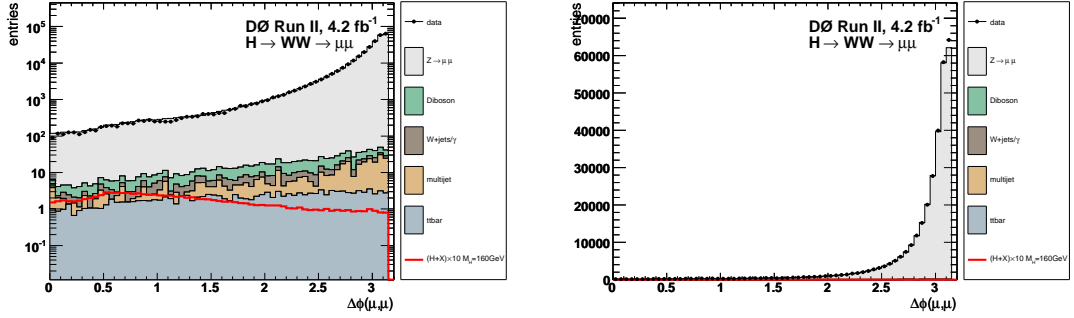 entries
10⁵
10⁴
10³
10²
10
1
10⁻¹
0 0.5 1 1.5 2 2.5 3
Δϕ(μ,μ)
DØ Run II, 4.2 fb⁻¹
H → WW → μμ
data
Z → μ μ
Diboson
W+jets/γ
multijet
ttbar
(H+X)×10 M_H=160GeV
entries
70000
60000
50000
40000
30000
20000
10000
0
0 0.5 1 1.5 2 2.5 3
Δϕ(μ,μ)
DØ Run II, 4.2 fb⁻¹
H → WW → μμ
data
Z → μ μ
Diboson
W+jets/γ
multijet
ttbar
(H+X)×10 M_H=160GeV